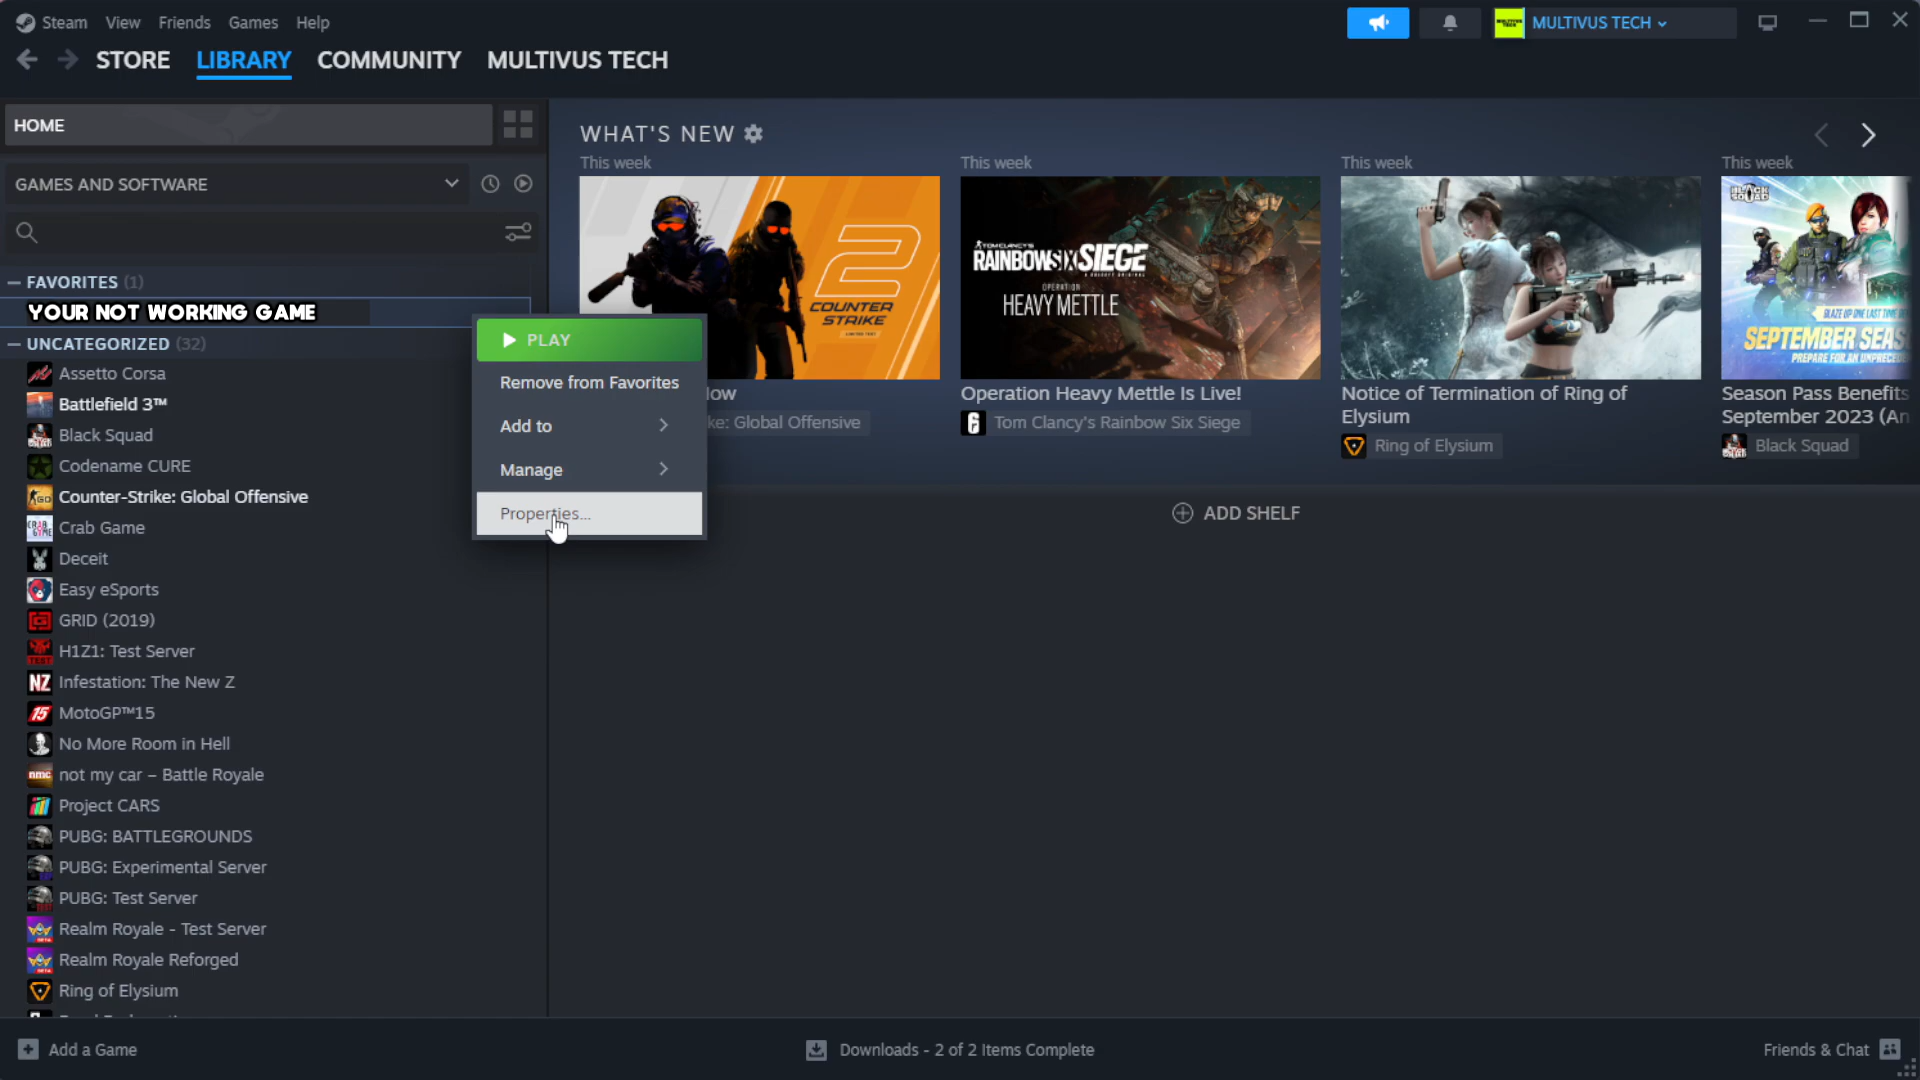 Steam View Friends Games Help
MULTIVUS TECH
STORE LIBRARY COMMUNITY MULTIVUS TECH
HOME
WHAT'S NEW
GAMES AND SOFTWARE
This week
This week
This week
This week
2
COUNTER
STRIKE
TOM CLANCY'S
RAINBOW SIX SIEGE
OPERATION
HEAVY METTLE
BLACK
SQUAD
BLAZE UP ONE LAST TIME
SEPTEMBER SEAS
PREPARE FOR AN UNPRECED
FAVORITES (1)
YOUR NOT WORKING GAME
UNCATEGORIZED (32)
PLAY
Remove from Favorites
Add to
Manage
Properties...
low
ke: Global Offensive
Operation Heavy Mettle Is Live!
Tom Clancy's Rainbow Six Siege
Notice of Termination of Ring of
Elysium
Ring of Elysium
Season Pass Benefits
September 2023 (An
Black Squad
ADD SHELF
Assetto Corsa
Battlefield 3™
Black Squad
Codename CURE
Counter-Strike: Global Offensive
Crab Game
Deceit
Easy eSports
GRID (2019)
H1Z1: Test Server
Infestation: The New Z
MotoGP™15
No More Room in Hell
not my car – Battle Royale
Project CARS
PUBG: BATTLEGROUNDS
PUBG: Experimental Server
PUBG: Test Server
Realm Royale - Test Server
Realm Royale Reforged
Ring of Elysium
Add a Game
Downloads - 2 of 2 Items Complete
Friends & Chat